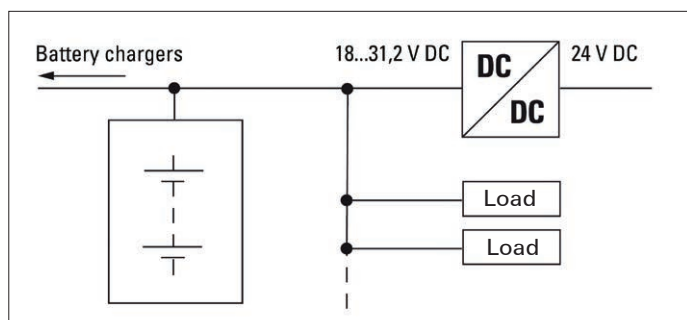 Battery chargers
18...31,2 V DC
DC
DC
24 V DC
Load
Load